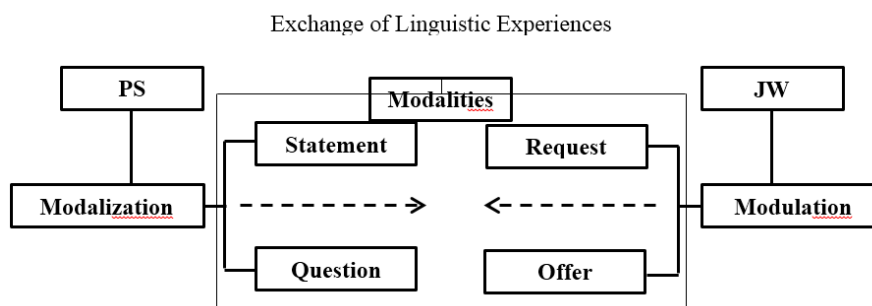 Exchange of Linguistic Experiences
PS
Modalities
JW
Statement
Request
Modalization
Modulation
Question
Offer